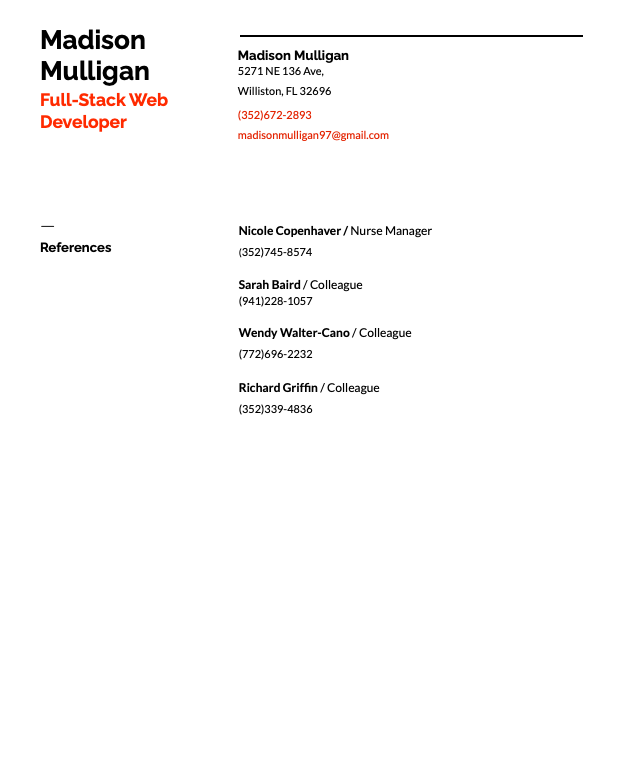 Madison
Mulligan
Full-Stack Web
Developer
Madison Mulligan
5271 NE 136 Ave,
Williston, FL 32696
(352)672-2893
madisonmulligan97@gmail.com
—
References
Nicole Copenhaver / Nurse Manager
(352)745-8574
Sarah Baird / Colleague
(941)228-1057
Wendy Walter-Cano / Colleague
(772)696-2232
Richard Griffin / Colleague
(352)339-4836